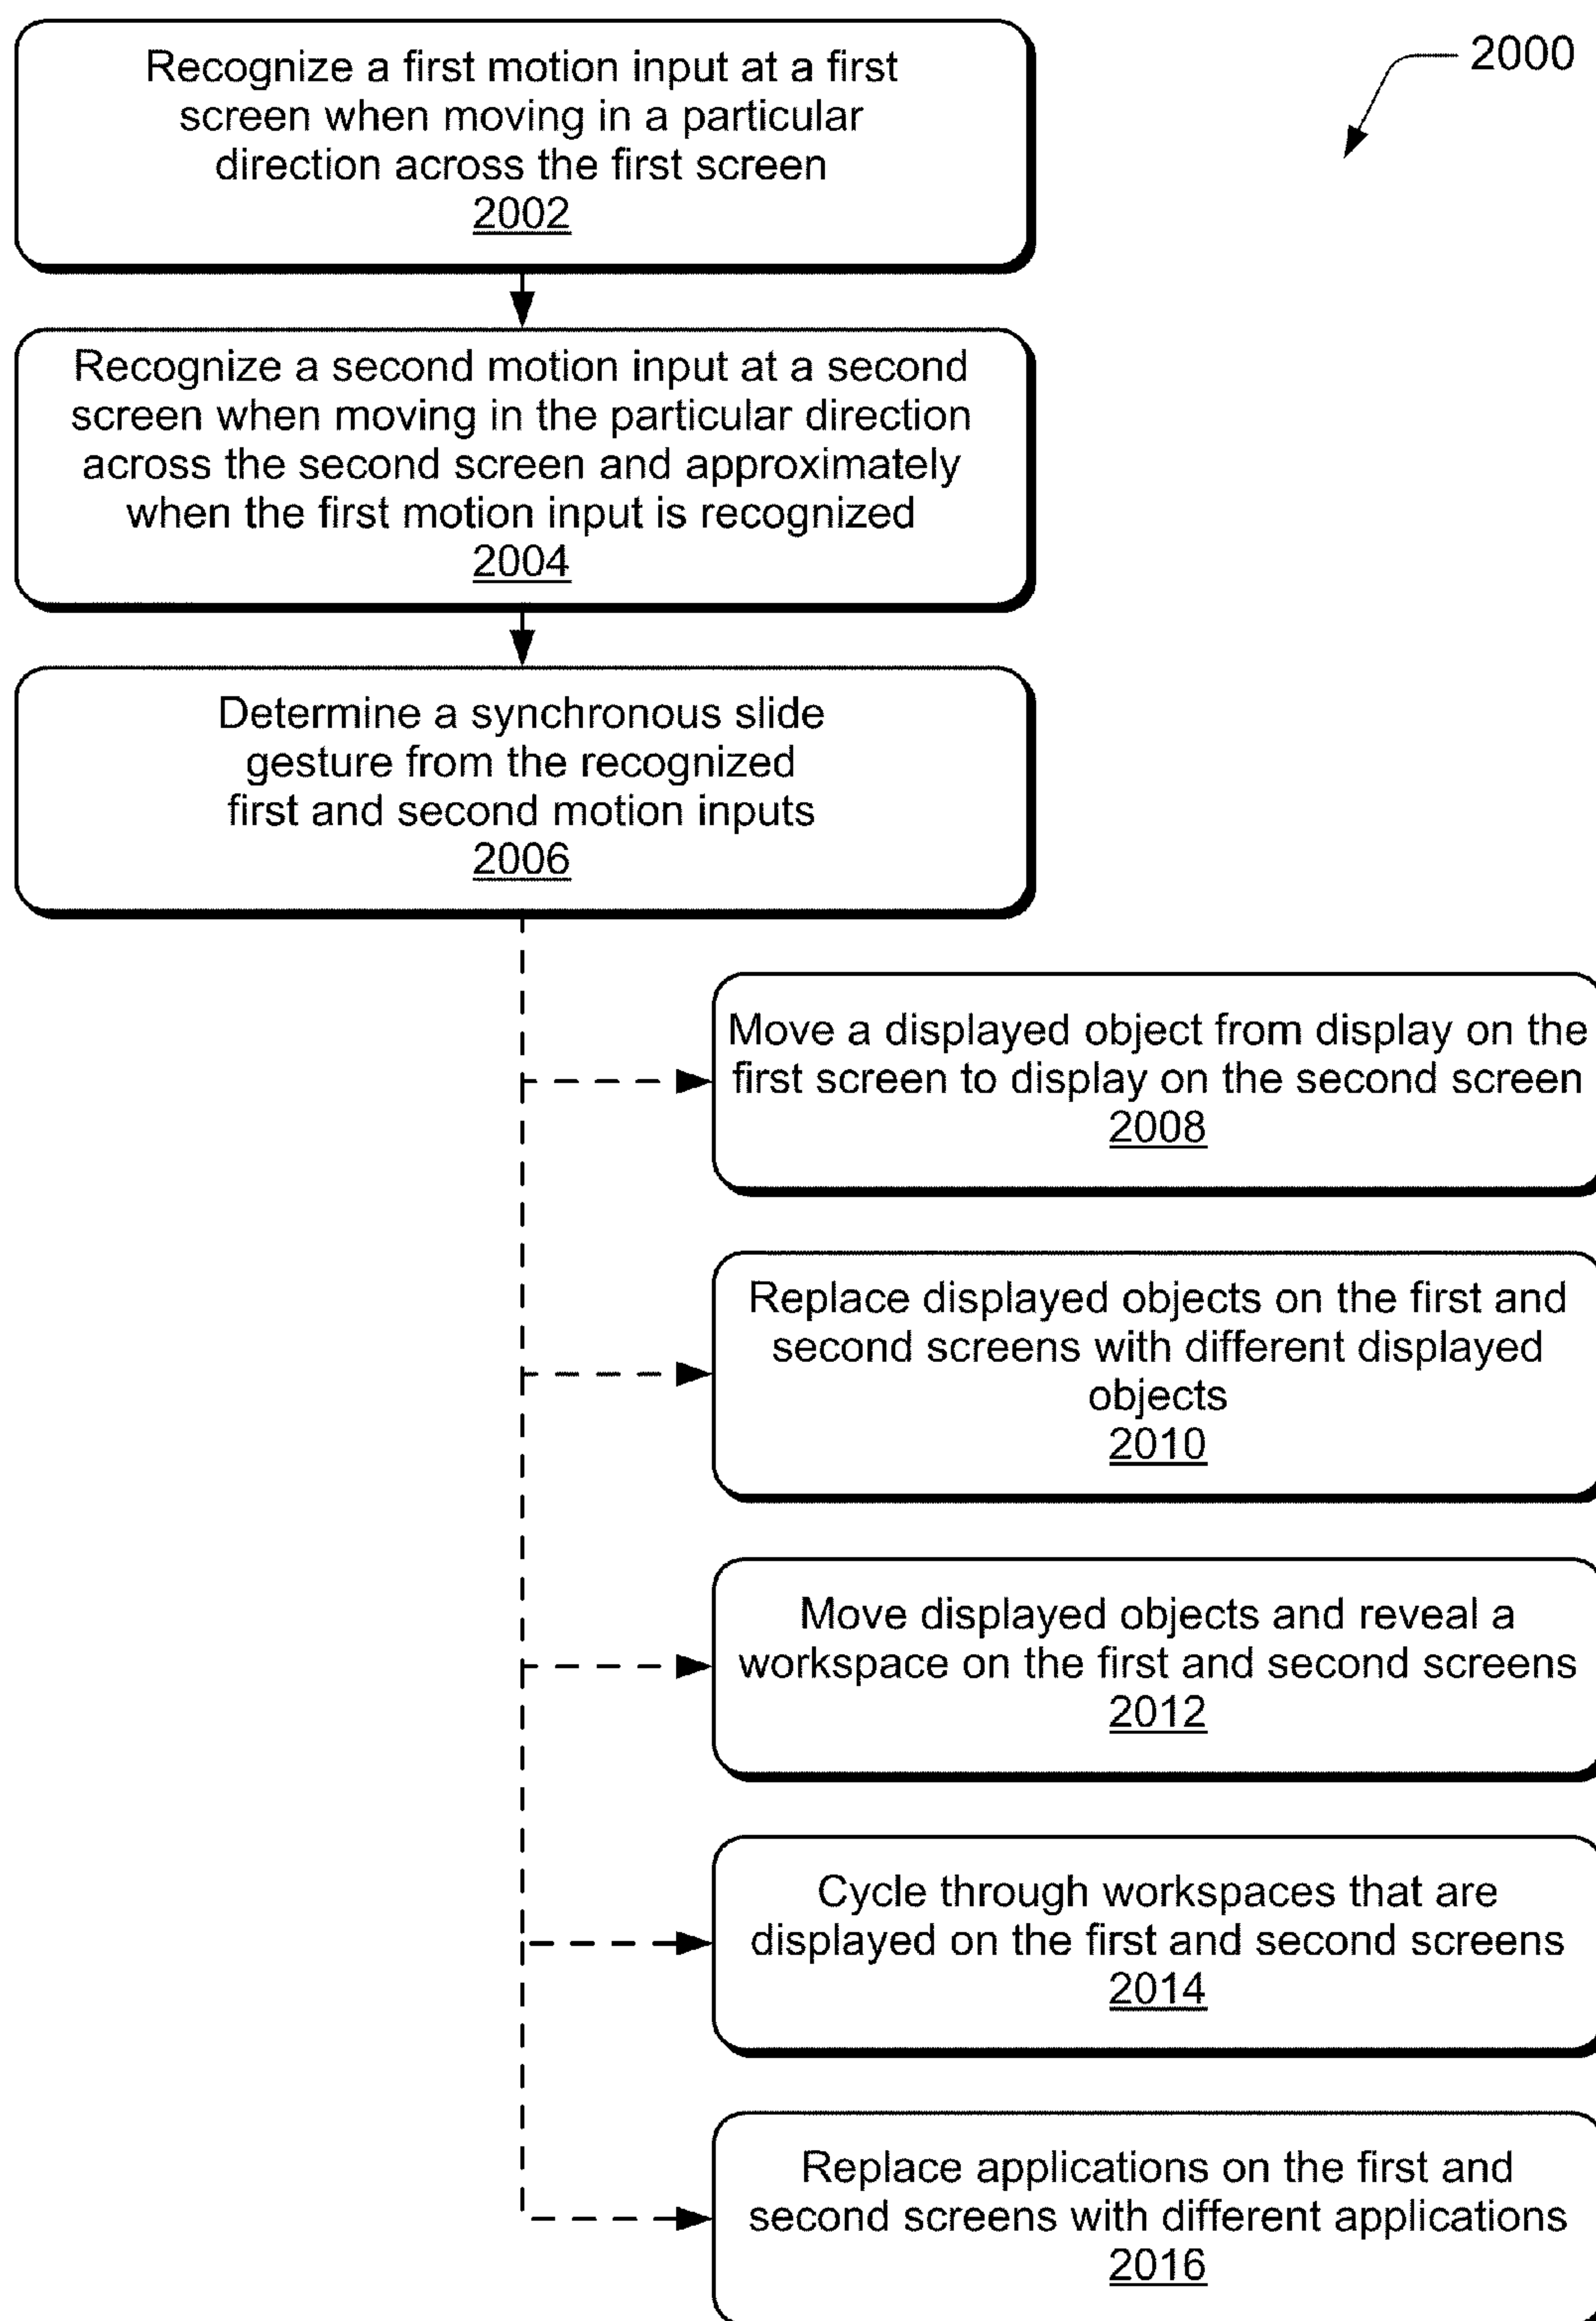 2000
Recognize a first motion input at a first
screen when moving in a particular
direction across the first screen
2002
Recognize a second motion input at a second
screen when moving in the particular direction
across the second screen and approximately
when the first motion input is recognized
2004
Determine a synchronous slide
gesture from the recognized
first and second motion inputs
2006
Move a displayed object from display on the
first screen to display on the second screen
2008
Replace displayed objects on the first and
second screens with different displayed
objects
2010
Move displayed objects and reveal a
workspace on the first and second screens
2012
Cycle through workspaces that are
displayed on the first and second screens
2014
Replace applications on the first and
second screens with different applications
2016